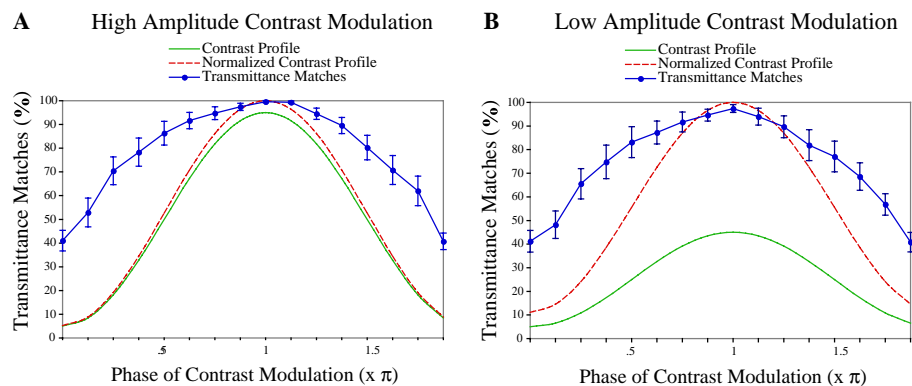 A
High Amplitude Contrast Modulation
Contrast Profile
Normalized Contrast Profile
Transmittance Matches
Transmittance Matches (%)
100
90
80
70
60
50
40
30
20
10
0
.5
1
1.5
Phase of Contrast Modulation (x π)
B
Low Amplitude Contrast Modulation
Contrast Profile
Normalized Contrast Profile
Transmittance Matches
Transmittance Matches (%)
100
90
80
70
60
50
40
30
20
10
0
.5
1
1.5
Phase of Contrast Modulation (x π)